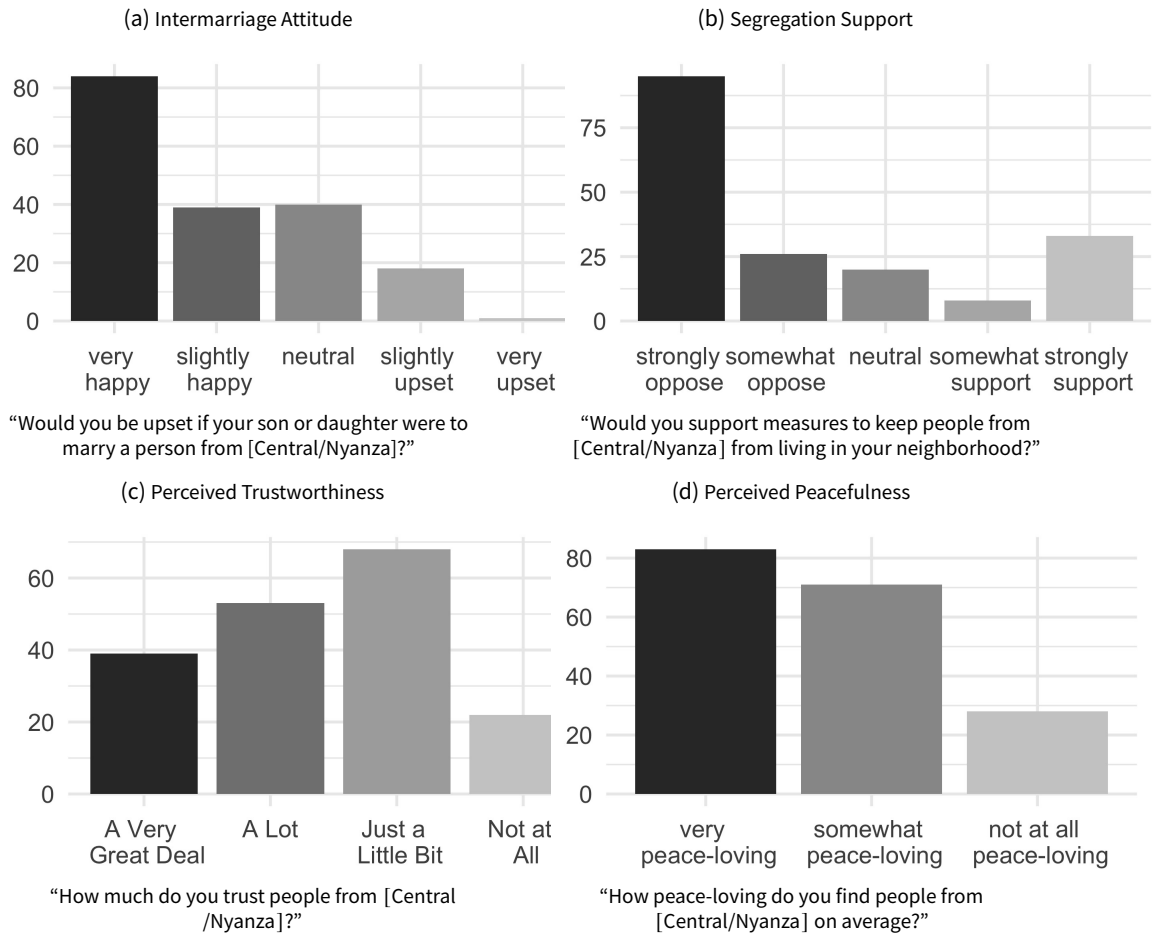 (a) Intermarriage Attitude
80
60
40
20
0
very happy
slightly happy
neutral
slightly upset
very upset
“Would you be upset if your son or daughter were to
marry a person from [Central/Nyanza]?”
(b) Segregation Support
75
50
25
0
strongly oppose
somewhat oppose
neutral
somewhat support
strongly support
“Would you support measures to keep people from
[Central/Nyanza] from living in your neighborhood?”
(c) Perceived Trustworthiness
60
40
20
0
A Very Great Deal
A Lot
Just a Little Bit
Not at All
“How much do you trust people from [Central
/Nyanza]?”
(d) Perceived Peacefulness
80
60
40
20
0
very peace-loving
somewhat peace-loving
not at all peace-loving
“How peace-loving do you find people from
[Central/Nyanza] on average?”